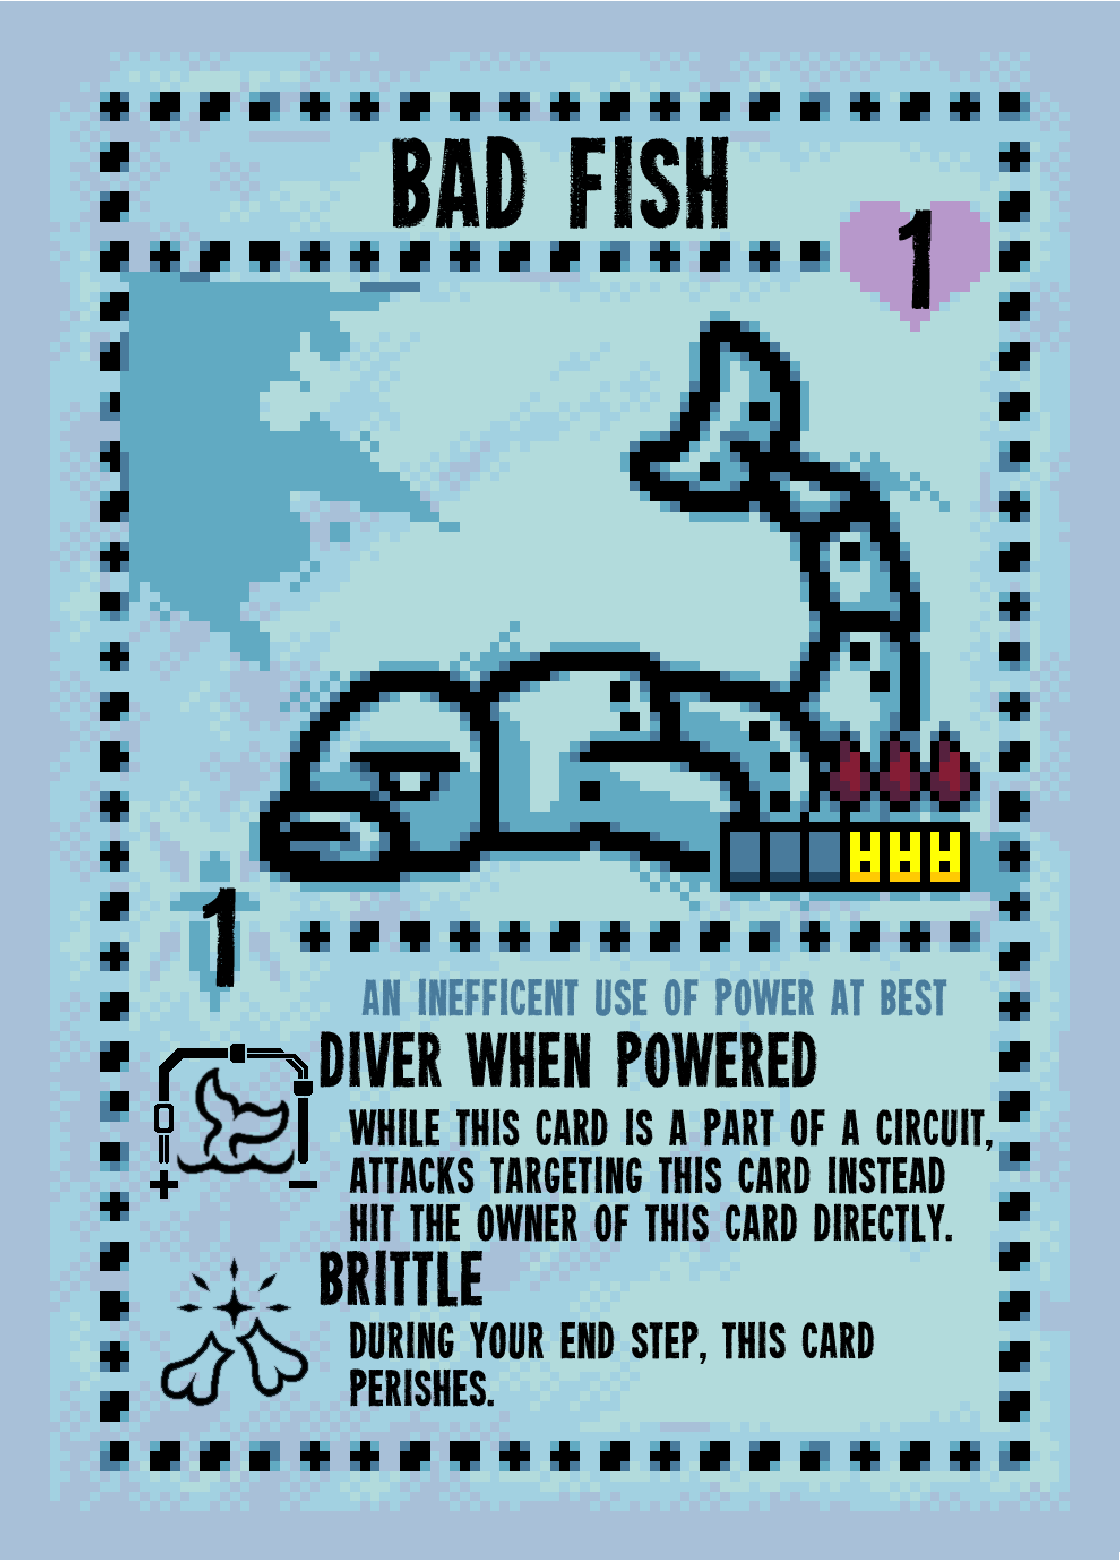 BAD FISH
1
1
AN INEFFICENT USE OF POWER AT BEST
DIVER WHEN POWERED
WHILE THIS CARD IS A PART OF A CIRCUIT,
ATTACKS TARGETING THIS CARD INSTEAD
HIT THE OWNER OF THIS CARD DIRECTLY.
BRITTLE
DURING YOUR END STEP, THIS CARD
PERISHES.